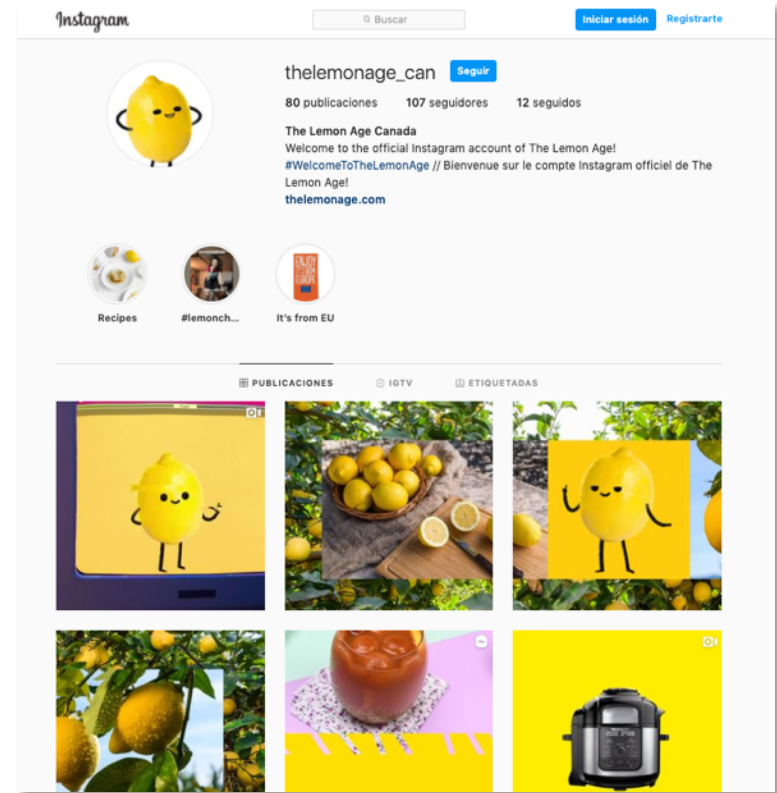 Instagram
Buscar
Iniciar sesión
Registrarte
thelemonage_can
Seguir
80 publicaciones
107 seguidores
12 seguidos
The Lemon Age Canada
Welcome to the official Instagram account of The Lemon Age!
#WelcomeToTheLemonAge // Bienvenue sur le compte Instagram officiel de The
Lemon Age!
thelemonage.com
ENJOY
EUROPE
Recipes
#lemonch...
It's from EU
PUBLICACIONES
IGTV
ETIQUETADAS